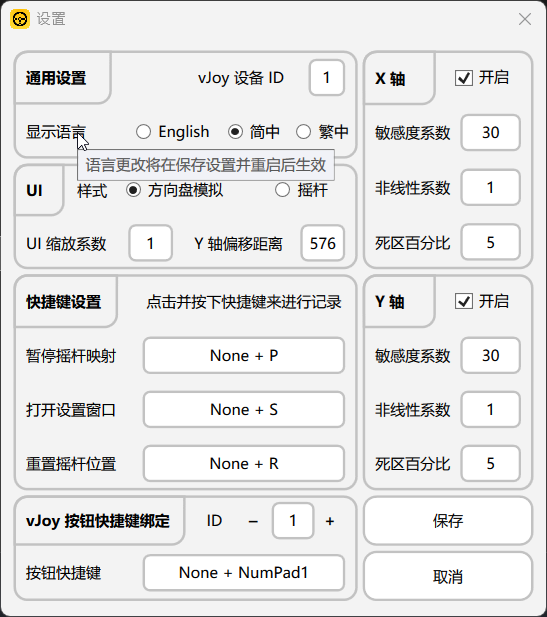 设置
通用设置 vJoy 设备 ID 1
显示语言 English 简中 繁中
语言更改将在保存设置并重启后生效
UI 样式 方向盘模拟 摇杆
UI 缩放系数 1 Y 轴偏移距离 576
X 轴 开启
敏感度系数 30
非线性系数 1
死区百分比 5
快捷键设置 点击并按下快捷键来进行记录
暂停摇杆映射 None + P
打开设置窗口 None + S
重置摇杆位置 None + R
Y 轴 开启
敏感度系数 30
非线性系数 1
死区百分比 5
vJoy 按钮快捷键绑定 ID − 1 +
按钮快捷键 None + NumPad1
保存
取消